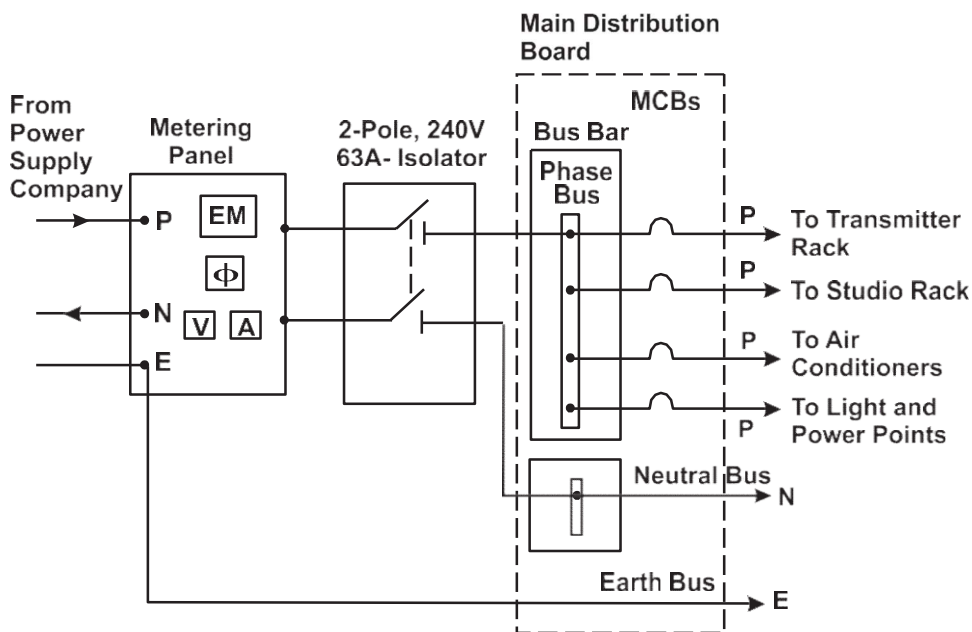 Main Distribution
Board
MCBs
From
Power
Supply
Company
Metering
Panel
2-Pole, 240V
63A- Isolator
Bus Bar
Phase
Bus
P
EM
ϕ
N
V
A
E
P
To Transmitter
Rack
P
To Studio Rack
P
To Air
Conditioners
P
To Light and
Power Points
Neutral Bus
N
Earth Bus
E